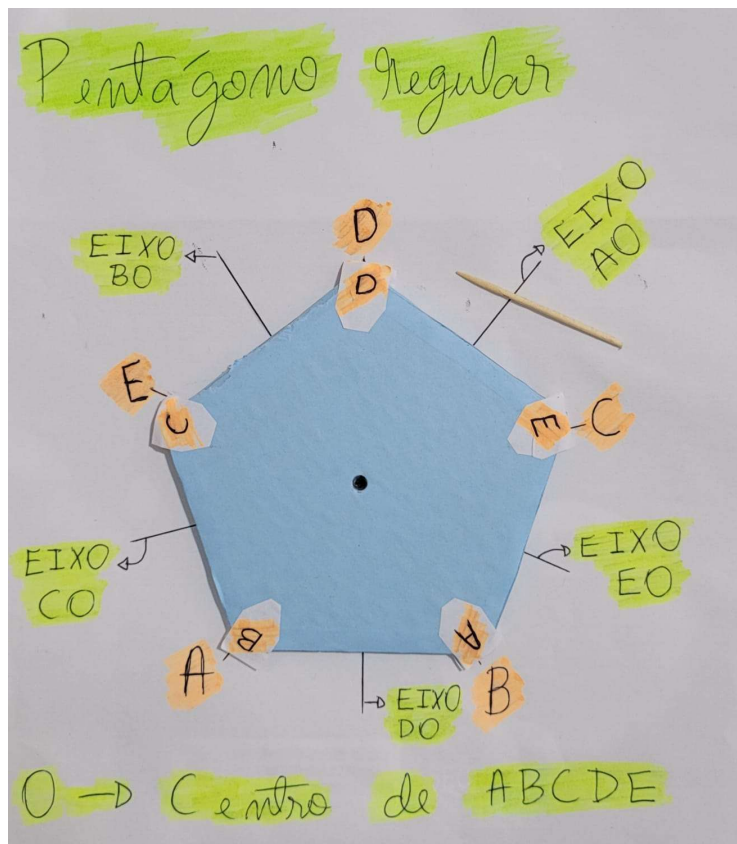 Pentágono regular
EIXO
AO
D
EIXO
BO
D
E
C
E
C
EIXO
CO
EIXO
EO
B
A
A
B
EIXO
DO
O → Centro de ABCDE